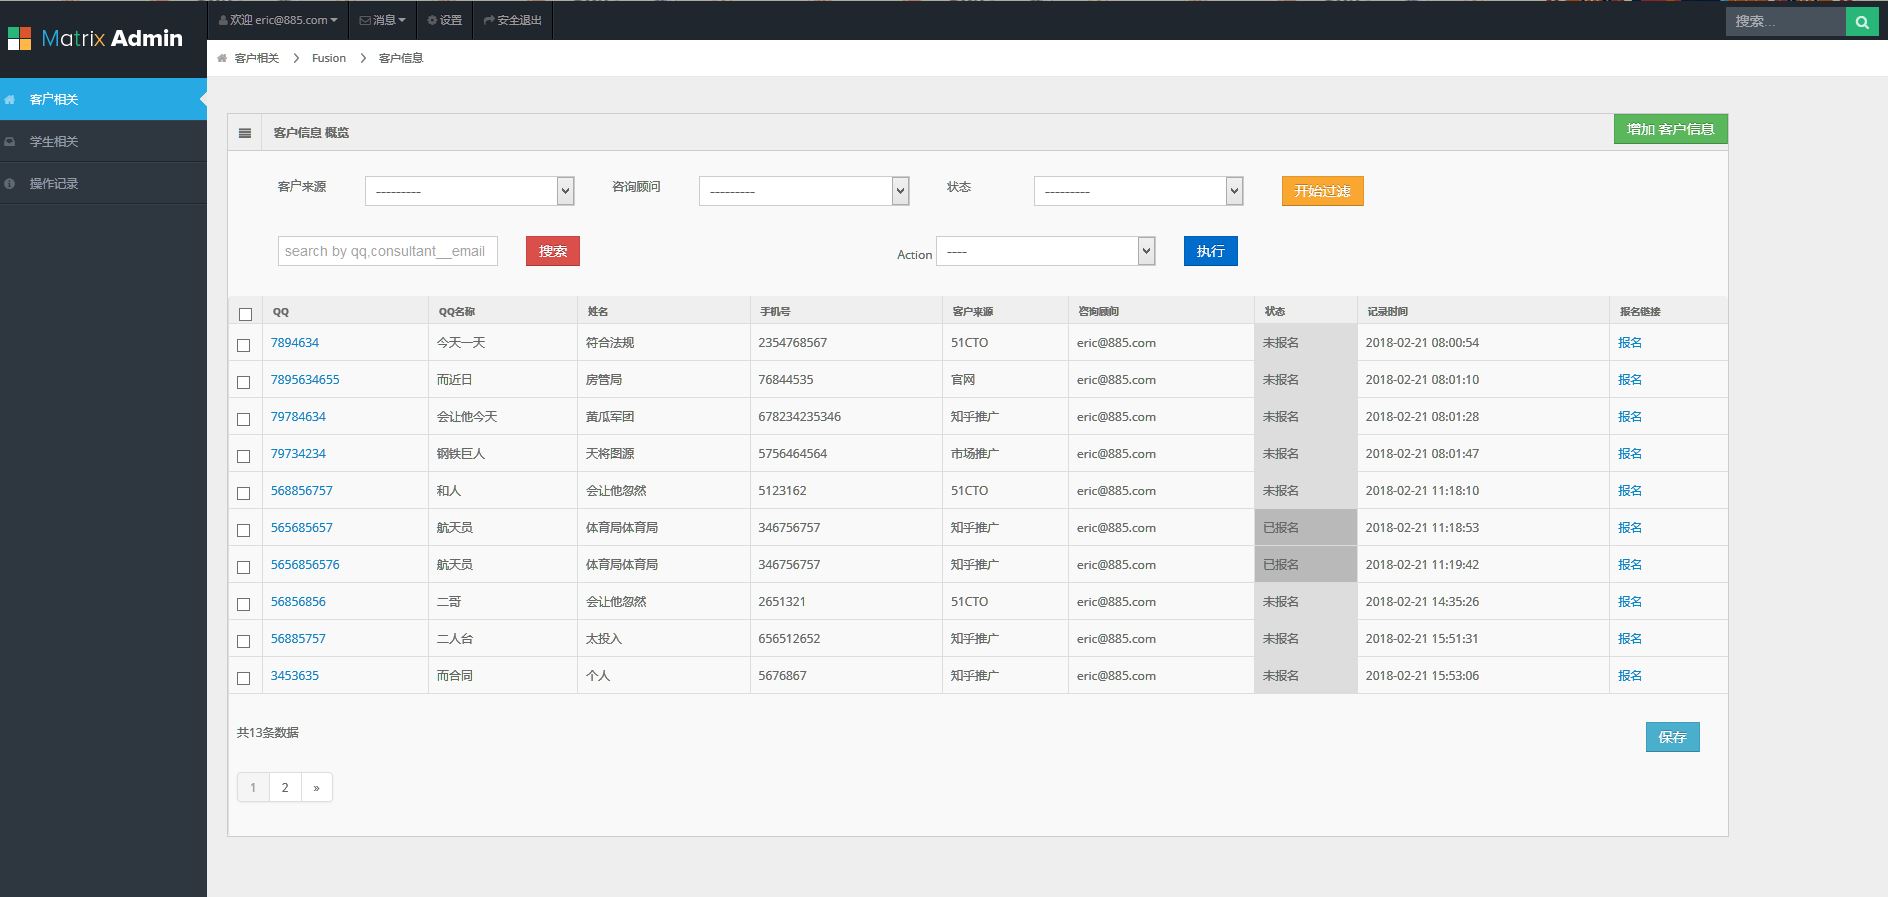 Matrix Admin
欢迎 eric@885.com 消息 设置 安全退出 搜索...
客户相关 Fusion 客户信息
客户相关
学生相关
操作记录
客户信息 概览 增加 客户信息
客户来源 --------- 咨询顾问 --------- 状态 --------- 开始过滤
search by qq,consultant__email 搜索 Action ---- 执行
QQ QQ名称 姓名 手机号 客户来源 咨询顾问 状态 记录时间 报名链接
7894634 今天一天 符合法规 2354768567 51CTO eric@885.com 未报名 2018-02-21 08:00:54 报名
7895634655 而近日 房管局 76844535 官网 eric@885.com 未报名 2018-02-21 08:01:10 报名
79784634 会让他今天 黄瓜军团 678234235346 知乎推广 eric@885.com 未报名 2018-02-21 08:01:28 报名
79734234 钢铁巨人 天将图源 5756464564 市场推广 eric@885.com 未报名 2018-02-21 08:01:47 报名
568856757 和人 会让他忽然 5123162 51CTO eric@885.com 未报名 2018-02-21 11:18:10 报名
565685657 航天员 体育局体育局 346756757 知乎推广 eric@885.com 已报名 2018-02-21 11:18:53 报名
5656856576 航天员 体育局体育局 346756757 知乎推广 eric@885.com 已报名 2018-02-21 11:19:42 报名
56856856 二哥 会让他忽然 2651321 51CTO eric@885.com 未报名 2018-02-21 14:35:26 报名
56885757 二人台 太投入 656512652 知乎推广 eric@885.com 未报名 2018-02-21 15:51:31 报名
3453635 而合同 个人 5676867 知乎推广 eric@885.com 未报名 2018-02-21 15:53:06 报名
共13条数据 保存
1 2 »